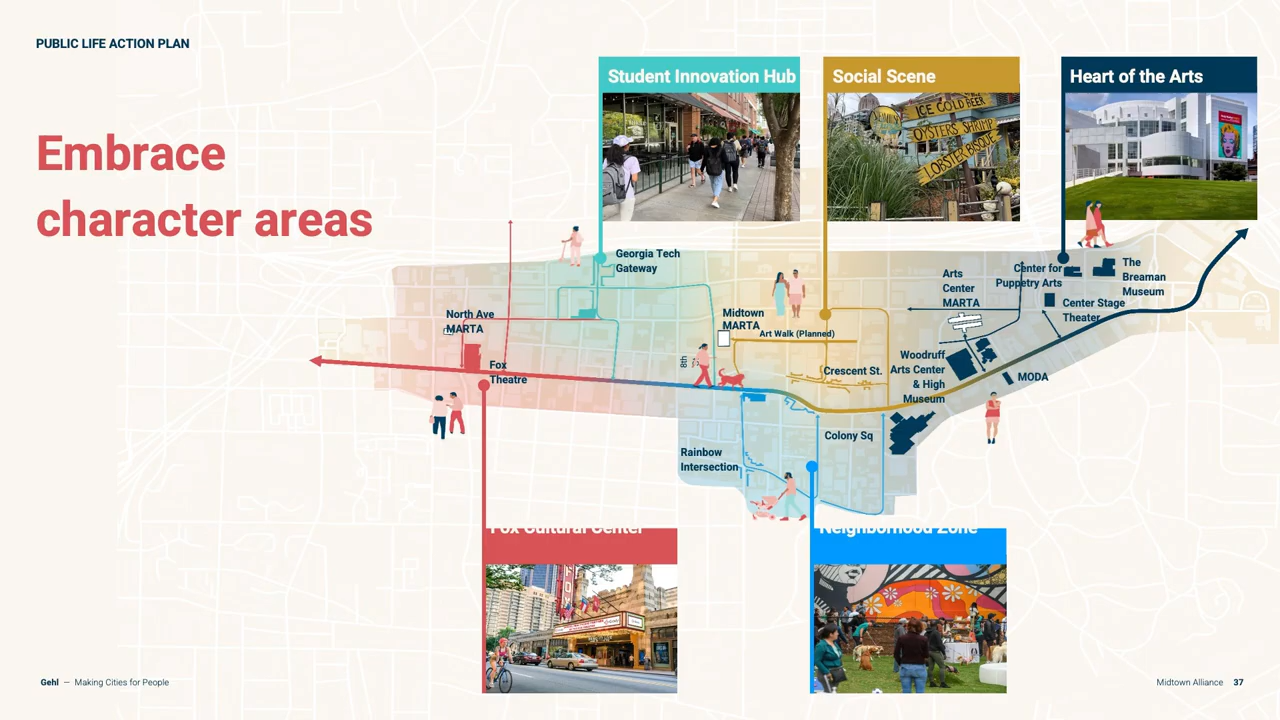 PUBLIC LIFE ACTION PLAN
Embrace
character areas
Student Innovation Hub
Social Scene
Heart of the Arts
ICE COLD BEER
OYSTERS SHRIMP
LOBSTER BISQUE
Georgia Tech
Gateway
North Ave
MARTA
Fox
Theatre
Midtown
MARTA
Art Walk (Planned)
8th
Crescent St.
Arts
Center
MARTA
Center for
Puppetry Arts
The
Breaman
Museum
Center Stage
Theater
Woodruff
Arts Center
& High
Museum
MODA
Colony Sq
Rainbow
Intersection
Fox Cultural Center
Neighborhood Zone
FOX
Gehl — Making Cities for People
Midtown Alliance 37